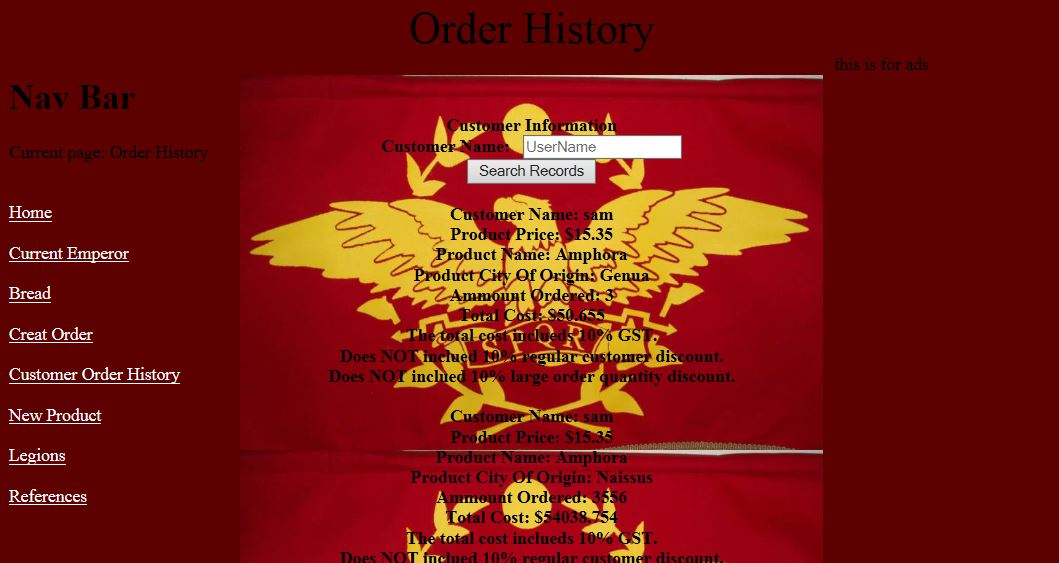 Order History
this is for ads
Nav Bar
Current page: Order History
Home
Current Emperor
Bread
Creat Order
Customer Order History
New Product
Legions
References
Customer Information
Customer Name: UserName
Search Records
Customer Name: sam
Product Price: $15.35
Product Name: Amphora
Product City Of Origin: Genua
Ammount Ordered: 3
Total Cost: $50.655
The total cost inclueds 10% GST.
Does NOT inclued 10% regular customer discount.
Does NOT inclued 10% large order quantity discount.
Customer Name: sam
Product Price: $15.35
Product Name: Amphora
Product City Of Origin: Naissus
Ammount Ordered: 3556
Total Cost: $54038.754
The total cost inclueds 10% GST.
Does NOT inclued 10% regular customer discount.